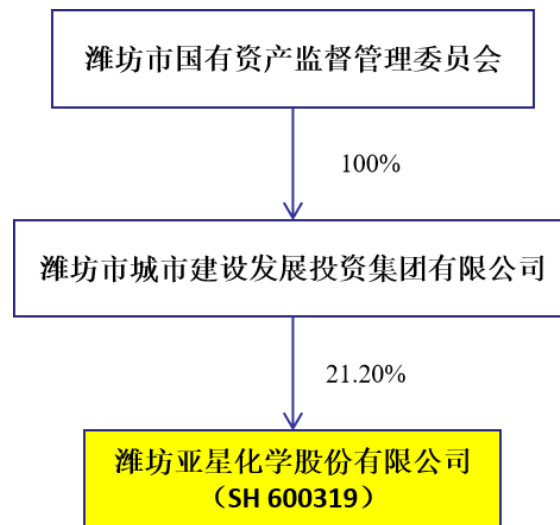 潍坊市国有资产监督管理委员会
100%
潍坊市城市建设发展投资集团有限公司
21.20%
潍坊亚星化学股份有限公司
（SH 600319）